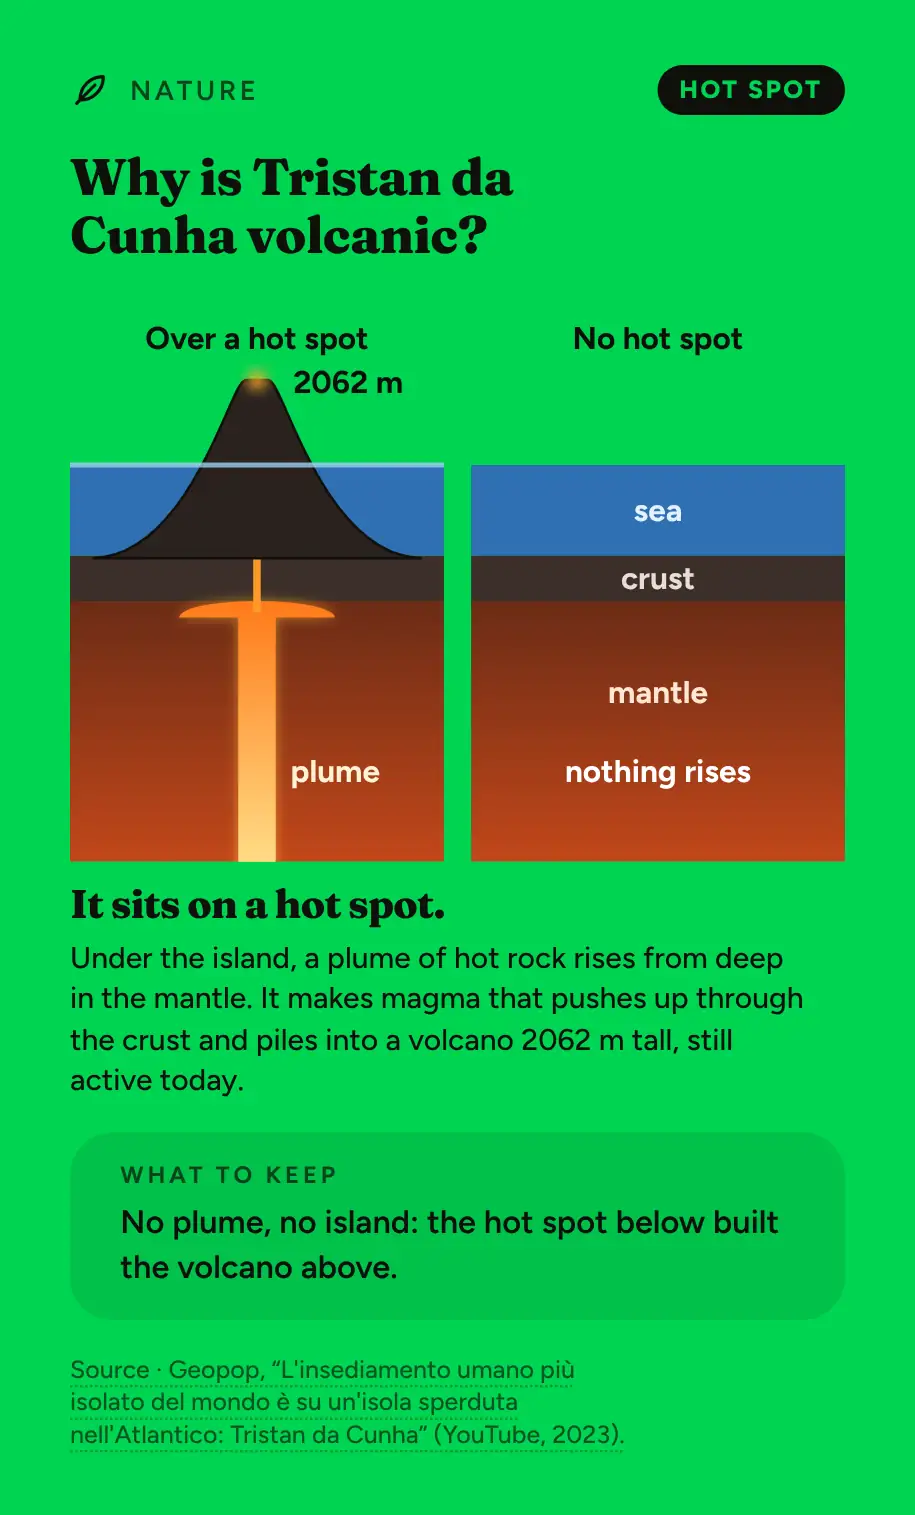 NATURE
HOT SPOT
Why is Tristan da
Cunha volcanic?
Over a hot spot
2062 m
plume
No hot spot
sea
crust
mantle
nothing rises
It sits on a hot spot.
Under the island, a plume of hot rock rises from deep
in the mantle. It makes magma that pushes up through
the crust and piles into a volcano 2062 m tall, still
active today.
WHAT TO KEEP
No plume, no island: the hot spot below built
the volcano above.
Source · Geopop, “L'insediamento umano più
isolato del mondo è su un'isola sperduta
nell'Atlantico: Tristan da Cunha” (YouTube, 2023).